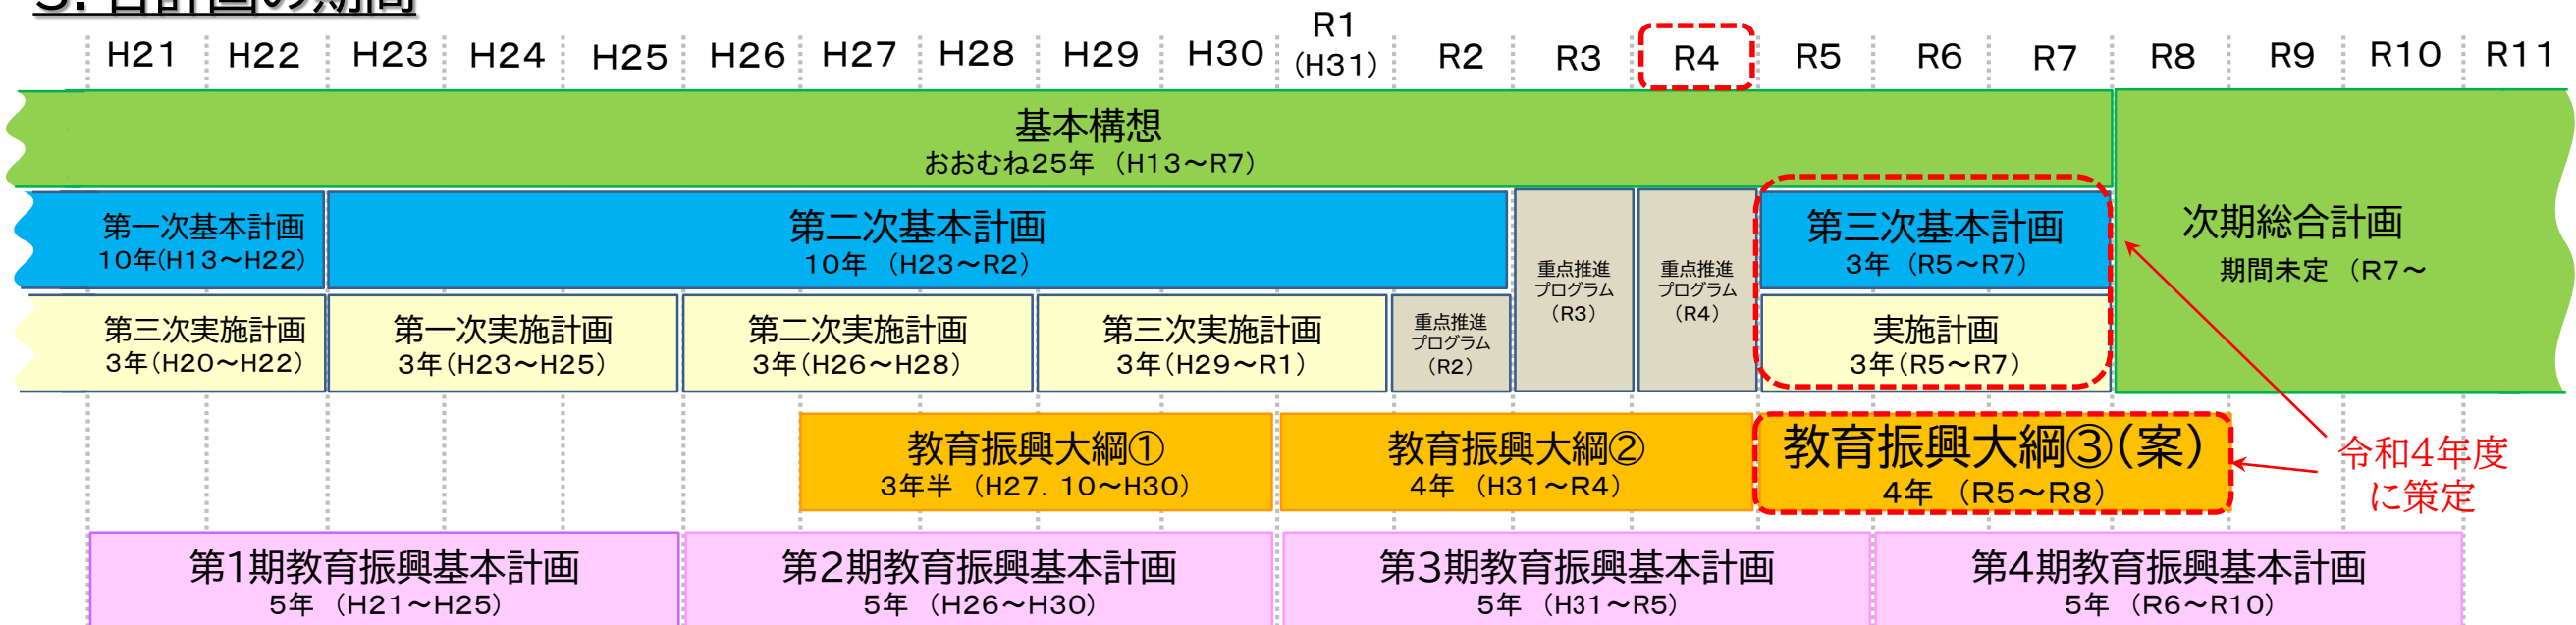 3. 各計画の期間
H21 H22 H23 H24 H25 H26 H27 H28 H29 H30 R1 (H31) R2 R3 R4 R5 R6 R7 R8 R9 R10 R11
基本構想
おおむね25年 (H13~R7)
第一次基本計画
10年(H13~H22)
第二次基本計画
10年 (H23~R2)
重点推進
プログラム
(R3)
重点推進
プログラム
(R4)
第三次基本計画
3年 (R5~R7)
次期総合計画
期間未定 (R7~
第三次実施計画
3年(H20~H22)
第一次実施計画
3年(H23~H25)
第二次実施計画
3年(H26~H28)
第三次実施計画
3年(H29~R1)
重点推進
プログラム
(R2)
実施計画
3年(R5~R7)
教育振興大綱①
3年半 (H27. 10~H30)
教育振興大綱②
4年 (H31~R4)
教育振興大綱③(案)
4年 (R5~R8)
令和4年度
に策定
第1期教育振興基本計画
5年 (H21~H25)
第2期教育振興基本計画
5年 (H26~H30)
第3期教育振興基本計画
5年 (H31~R5)
第4期教育振興基本計画
5年 (R6~R10)